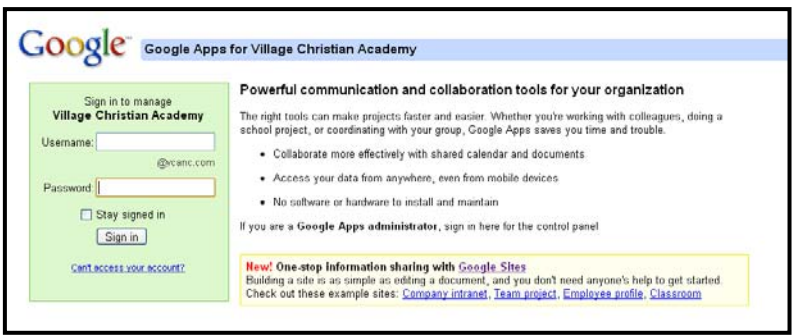 Google™ Google Apps for Village Christian Academy
Sign in to manage
Village Christian Academy
Username:
@vcanc.com
Password:
Stay signed in
Sign in
Can't access your account?
Powerful communication and collaboration tools for your organization
The right tools can make projects faster and easier. Whether you're working with colleagues, doing a
school project, or coordinating with your group, Google Apps saves you time and trouble.
• Collaborate more effectively with shared calendar and documents
• Access your data from anywhere, even from mobile devices
• No software or hardware to install and maintain
If you are a Google Apps administrator, sign in here for the control panel
New! One-stop information sharing with Google Sites
Building a site is as simple as editing a document, and you don't need anyone's help to get started.
Check out these example sites: Company intranet, Team project, Employee profile, Classroom